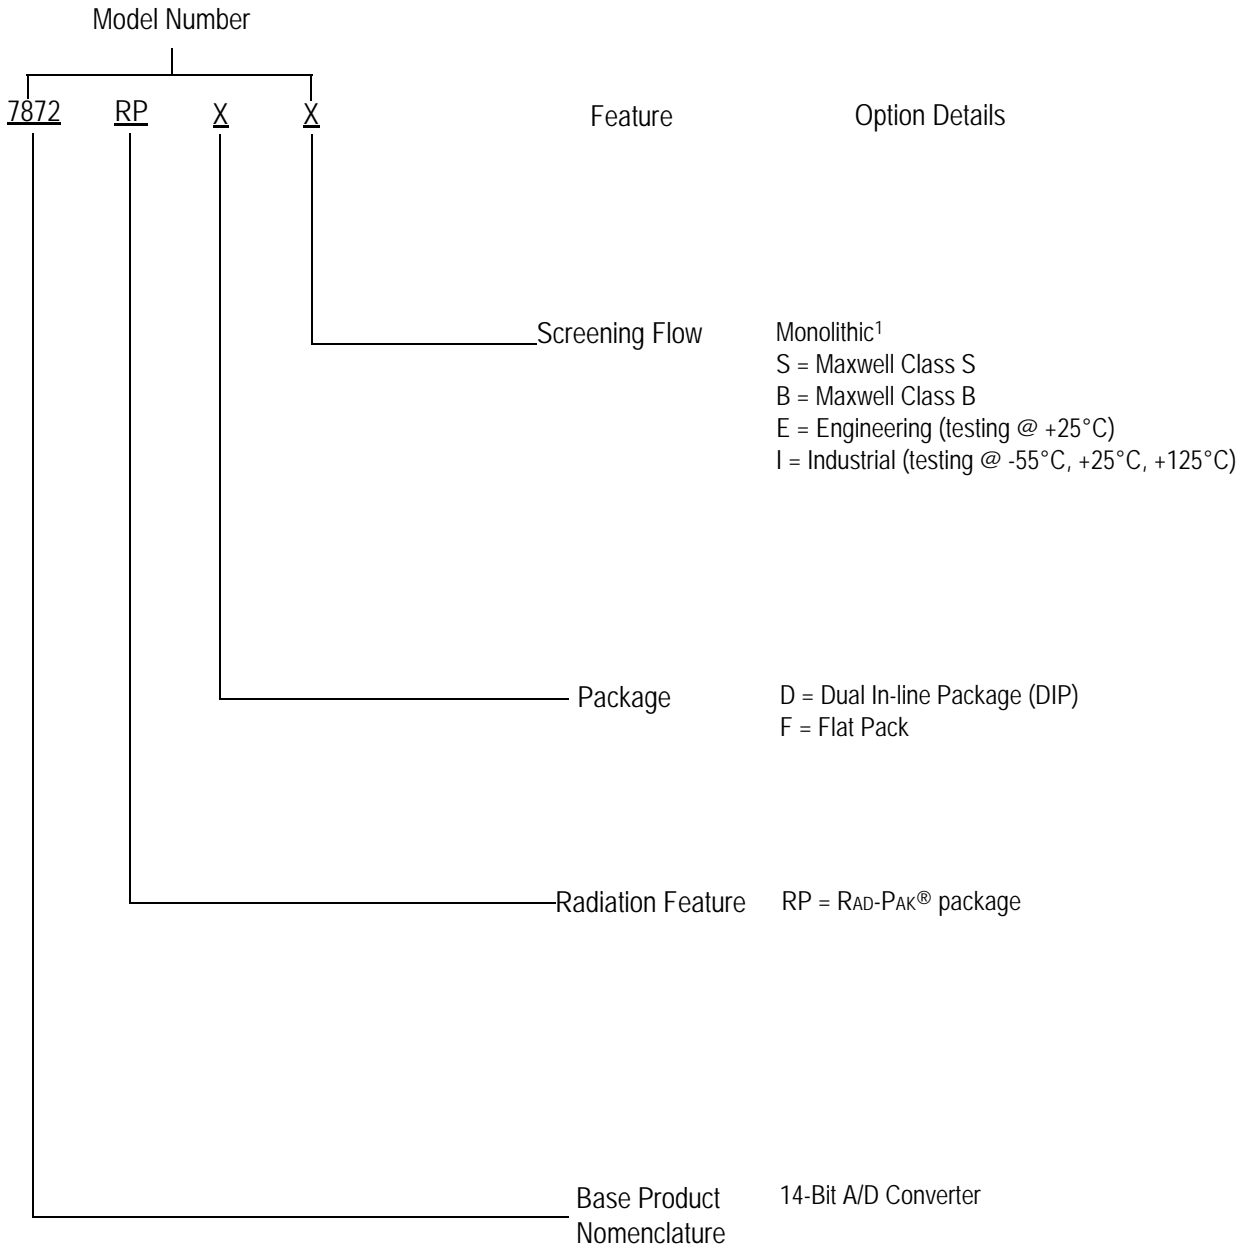 Model Number
7872 RP X X
Feature Option Details
Screening Flow
Monolithic1
S = Maxwell Class S
B = Maxwell Class B
E = Engineering (testing @ +25°C)
I = Industrial (testing @ -55°C, +25°C, +125°C)
Package
D = Dual In-line Package (DIP)
F = Flat Pack
Radiation Feature
RP = RAD-PAK® package
Base Product
Nomenclature
14-Bit A/D Converter